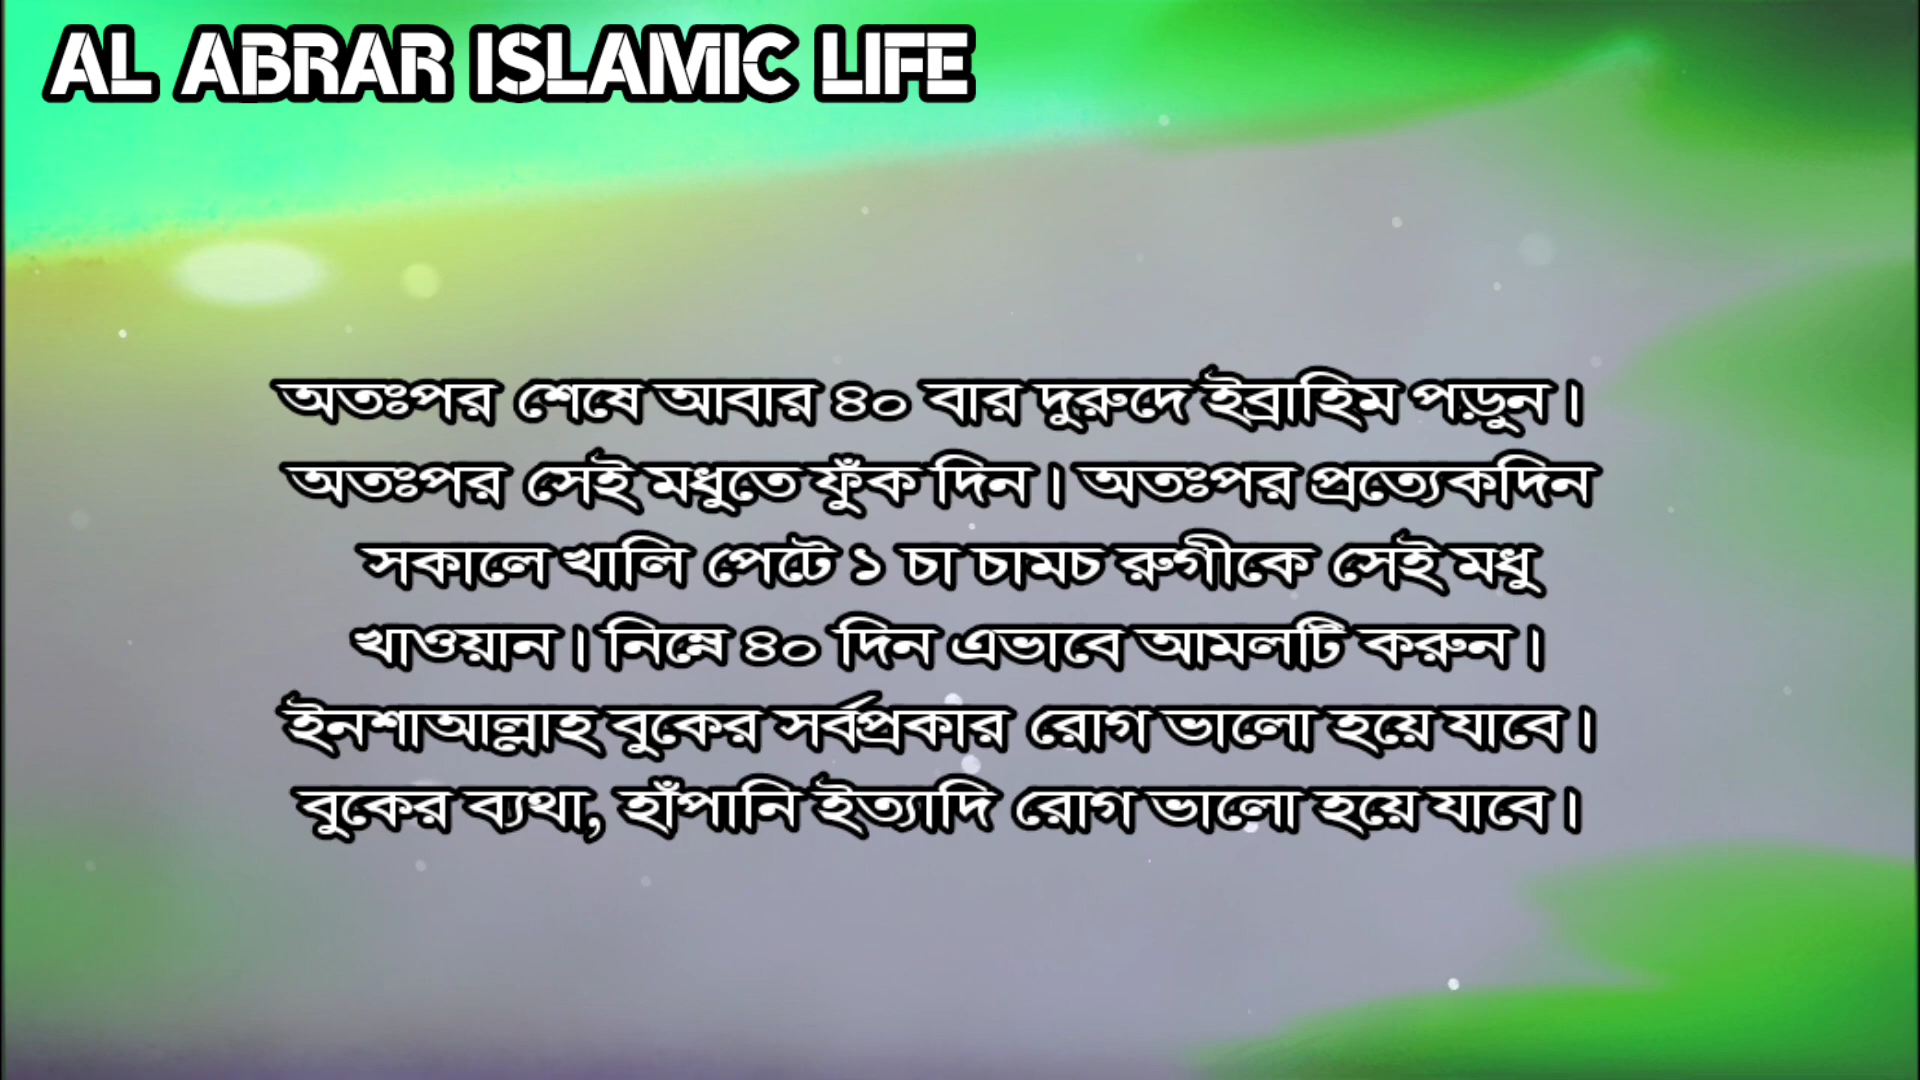 AL ABRAR ISLAMIC LIFE
অতঃপর শেষে আবার ৪০ বার দুরুদে ইব্রাহিম পড়ুন।
অতঃপর সেই মধুতে ফুঁক দিন। অতঃপর প্রত্যেকদিন
সকালে খালি পেটে ১ চা চামচ রুগীকে সেই মধু
খাওয়ান। নিম্নে ৪০ দিন এভাবে আমলটি করুন।
ইনশাআল্লাহ বুকের সর্বপ্রকার রোগ ভালো হয়ে যাবে।
বুকের ব্যথা, হাঁপানি ইত্যাদি রোগ ভালো হয়ে যাবে।